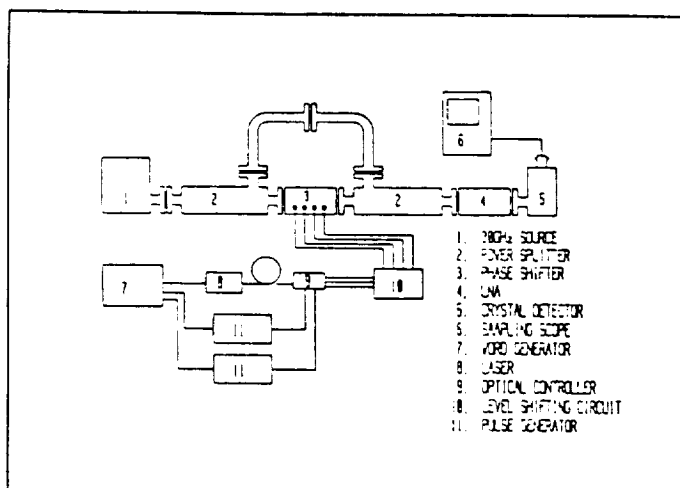 6
1
2
3
2
4
5
7
8
9
10
11
11
1. 20GHz SOURCE
2. POWER SPLITTER
3. PHASE SHIFTER
4. LNA
5. CRYSTAL DETECTOR
6. SAMPLING SCOPE
7. WORD GENERATOR
8. LASER
9. OPTICAL CONTROLLER
10. LEVEL SHIFTING CIRCUIT
11. PULSE GENERATOR